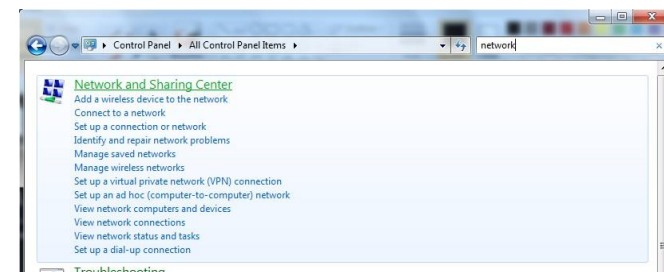 Control Panel ▸ All Control Panel Items ▸
network
Network and Sharing Center
Add a wireless device to the network
Connect to a network
Set up a connection or network
Identify and repair network problems
Manage saved networks
Manage wireless networks
Set up a virtual private network (VPN) connection
Set up an ad hoc (computer-to-computer) network
View network computers and devices
View network connections
View network status and tasks
Set up a dial-up connection
Troubleshooting